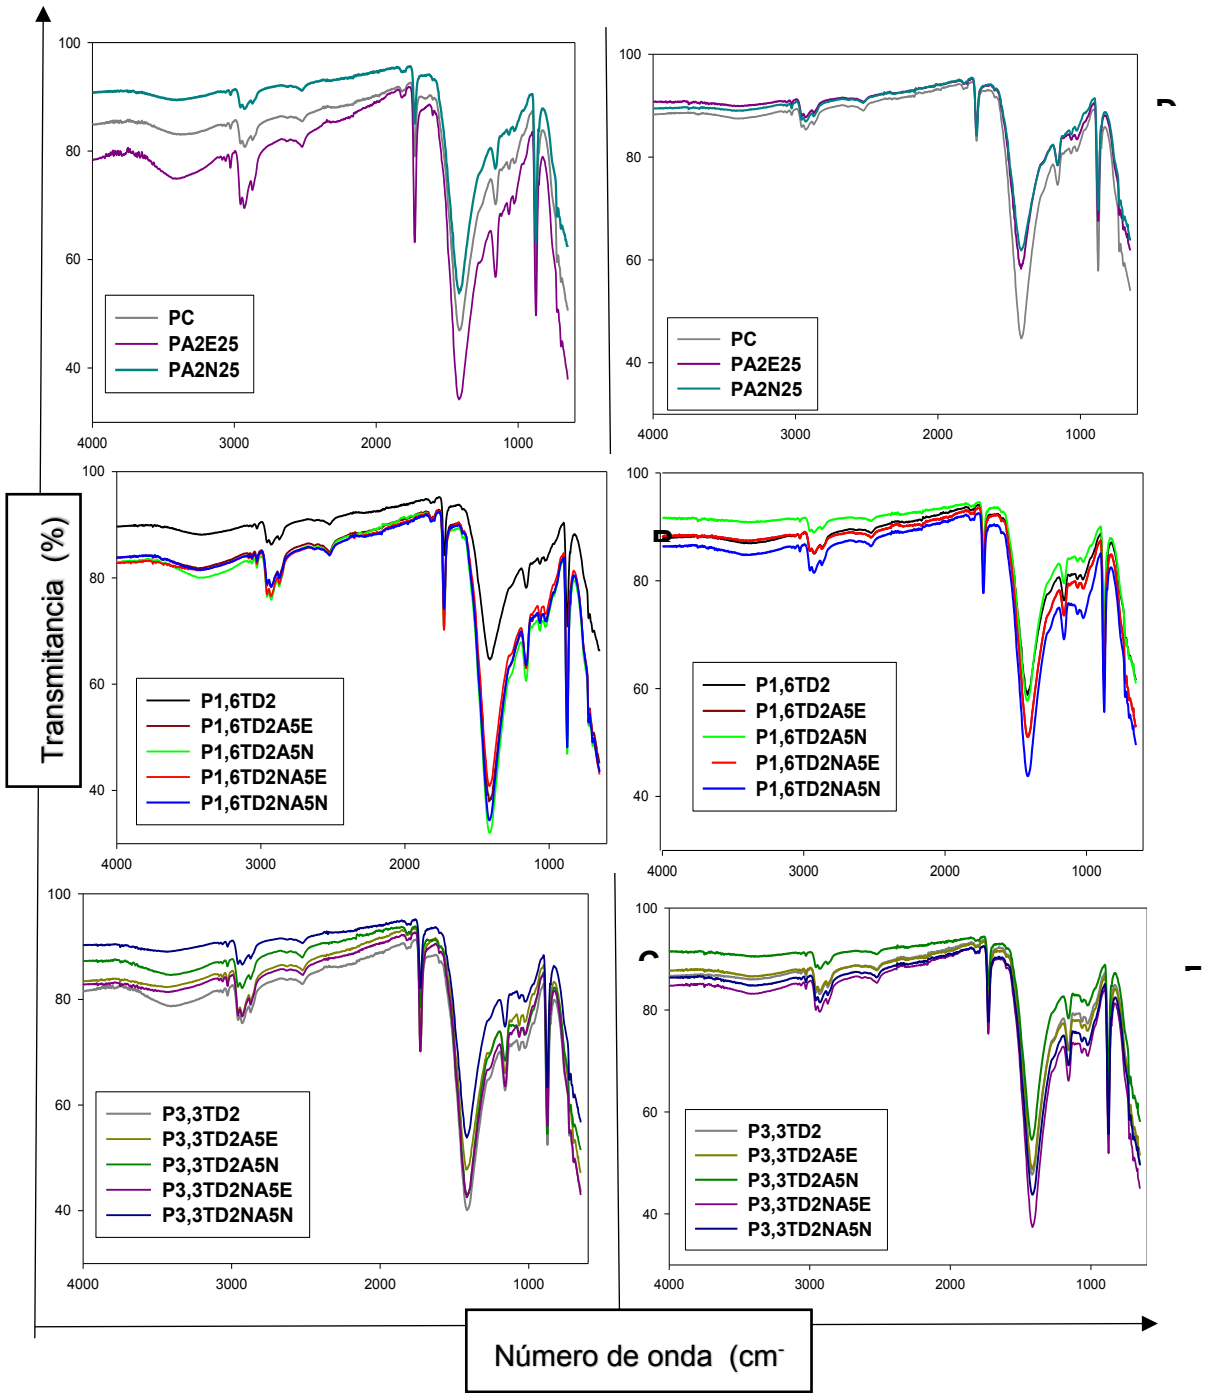 100
80
60
40
4000
3000
2000
1000
PC
PA2E25
PA2N25
100
80
60
40
4000
3000
2000
1000
PC
PA2E25
PA2N25
Transmitancia (%)
100
80
60
40
4000
3000
2000
1000
P1,6TD2
P1,6TD2A5E
P1,6TD2A5N
P1,6TD2NA5E
P1,6TD2NA5N
100
80
60
40
4000
3000
2000
1000
P1,6TD2
P1,6TD2A5E
P1,6TD2A5N
P1,6TD2NA5E
P1,6TD2NA5N
100
80
60
40
4000
3000
2000
1000
P3,3TD2
P3,3TD2A5E
P3,3TD2A5N
P3,3TD2NA5E
P3,3TD2NA5N
100
80
60
40
4000
3000
2000
1000
P3,3TD2
P3,3TD2A5E
P3,3TD2A5N
P3,3TD2NA5E
P3,3TD2NA5N
Número de onda (cm⁻